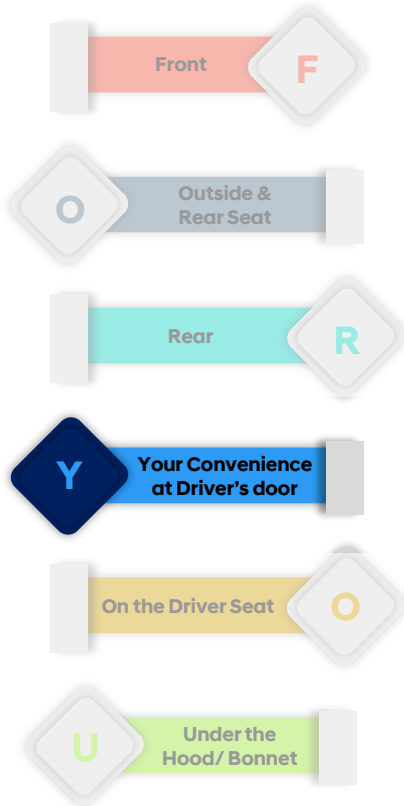 Front
F
O
Outside &
Rear Seat
Rear
R
Y
Your Convenience
at Driver's door
On the Driver Seat
O
U
Under the
Hood/ Bonnet